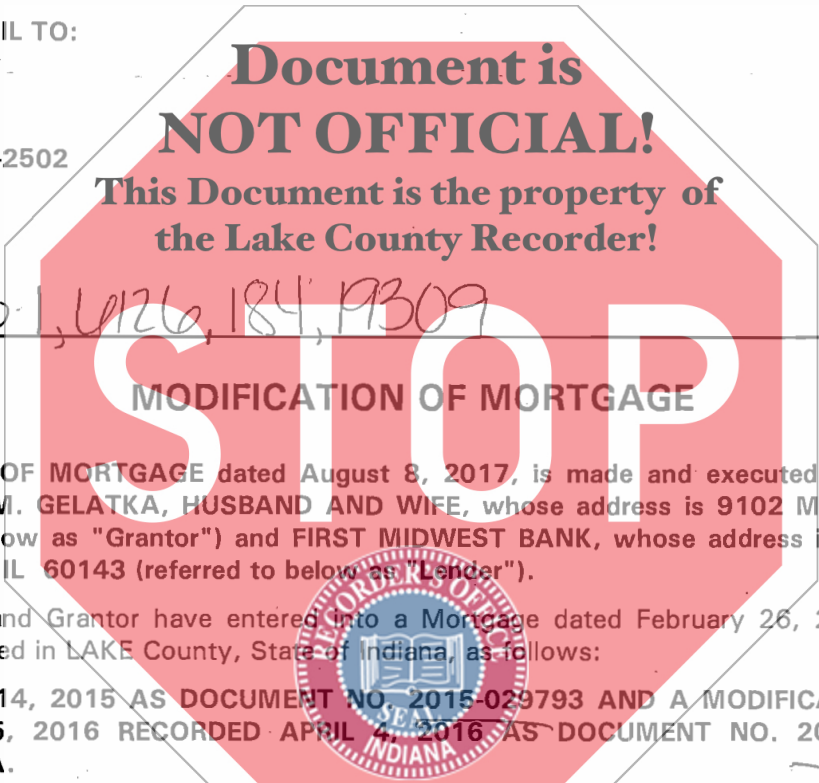 IL TO:
Document is
NOT OFFICIAL!
-2502
This Document is the property of
the Lake County Recorder!
STOP
MODIFICATION OF MORTGAGE
OF MORTGAGE dated August 8, 2017, is made and executed
M. GELATKA, HUSBAND AND WIFE, whose address is 9102 M
ow as "Grantor") and FIRST MIDWEST BANK, whose address i
IL 60143 (referred to below as "Lender").
nd Grantor have entered into a Mortgage dated February 26, 2
ed in LAKE County, State of Indiana, as follows:
14, 2015 AS DOCUMENT NO. 2015-029793 AND A MODIFICA
5, 2016 RECORDED APRIL 4, 2016 AS DOCUMENT NO. 20
A.
RECORDER'S OFFICE
SEAL
INDIANA